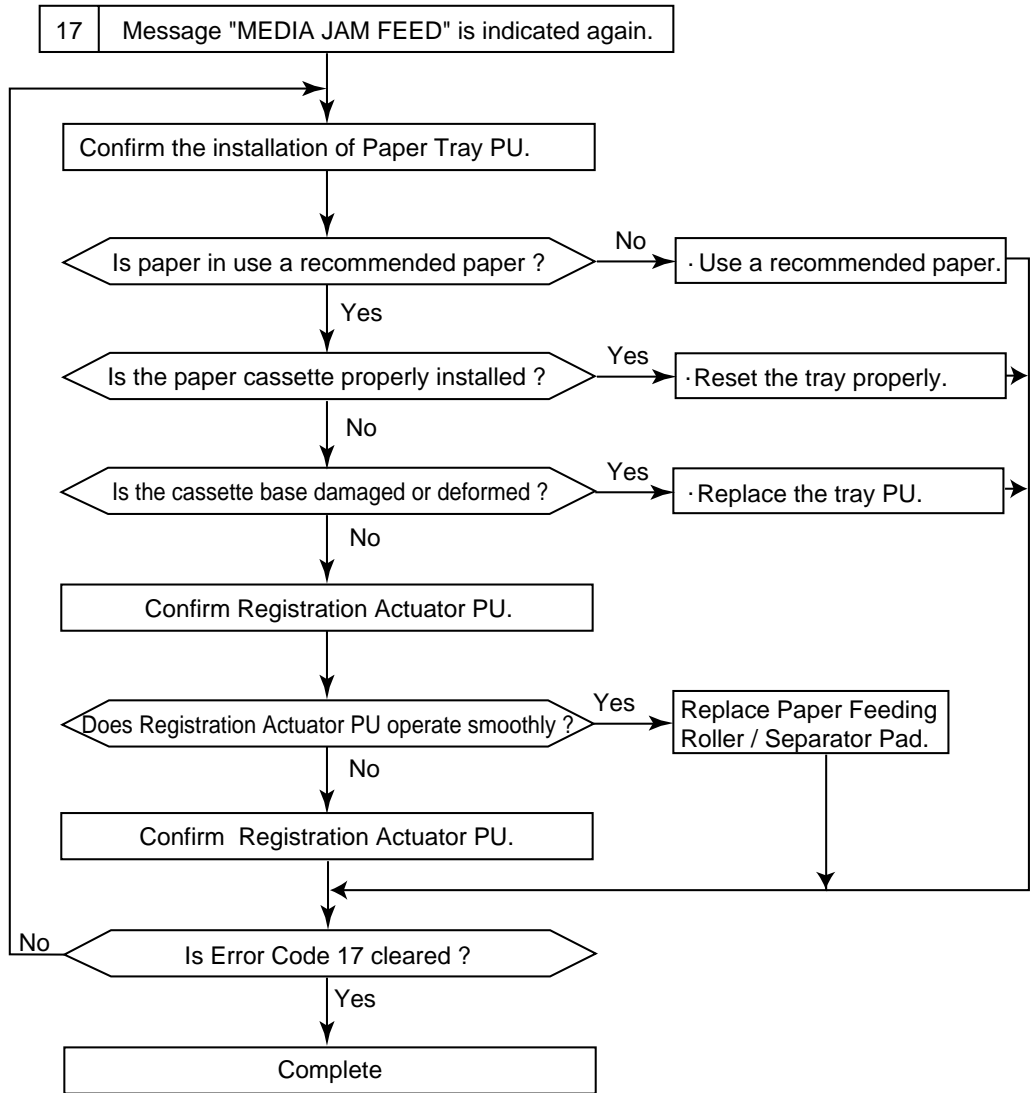 17 Message "MEDIA JAM FEED" is indicated again.
Confirm the installation of Paper Tray PU.
Is paper in use a recommended paper ?
No
· Use a recommended paper.
Yes
Is the paper cassette properly installed ?
Yes
· Reset the tray properly.
No
Is the cassette base damaged or deformed ?
Yes
· Replace the tray PU.
No
Confirm Registration Actuator PU.
Does Registration Actuator PU operate smoothly ?
Yes
Replace Paper Feeding
Roller / Separator Pad.
No
Confirm Registration Actuator PU.
No
Is Error Code 17 cleared ?
Yes
Complete